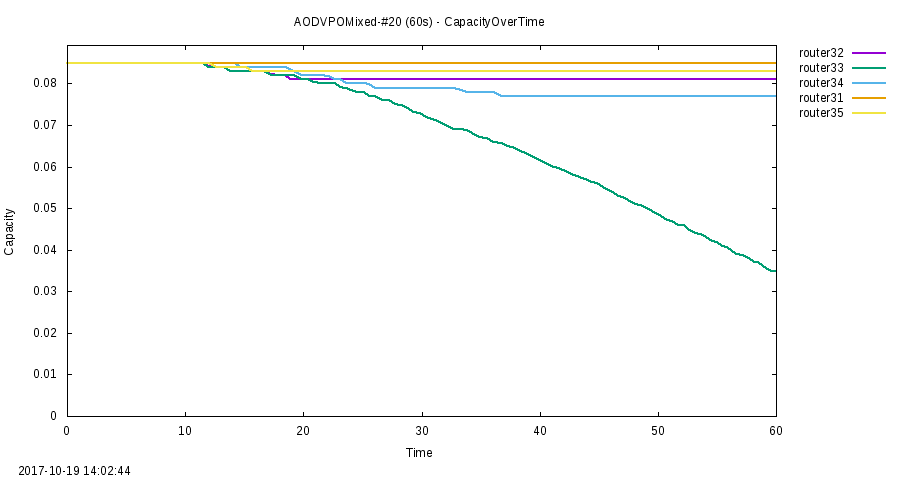 AODVPOMixed-#20 (60s) - CapacityOverTime
router32
router33
router34
router31
router35
0.08
0.07
0.06
0.05
0.04
0.03
0.02
0.01
0
Capacity
0 10 20 30 40 50 60
Time
2017-10-19 14:02:44